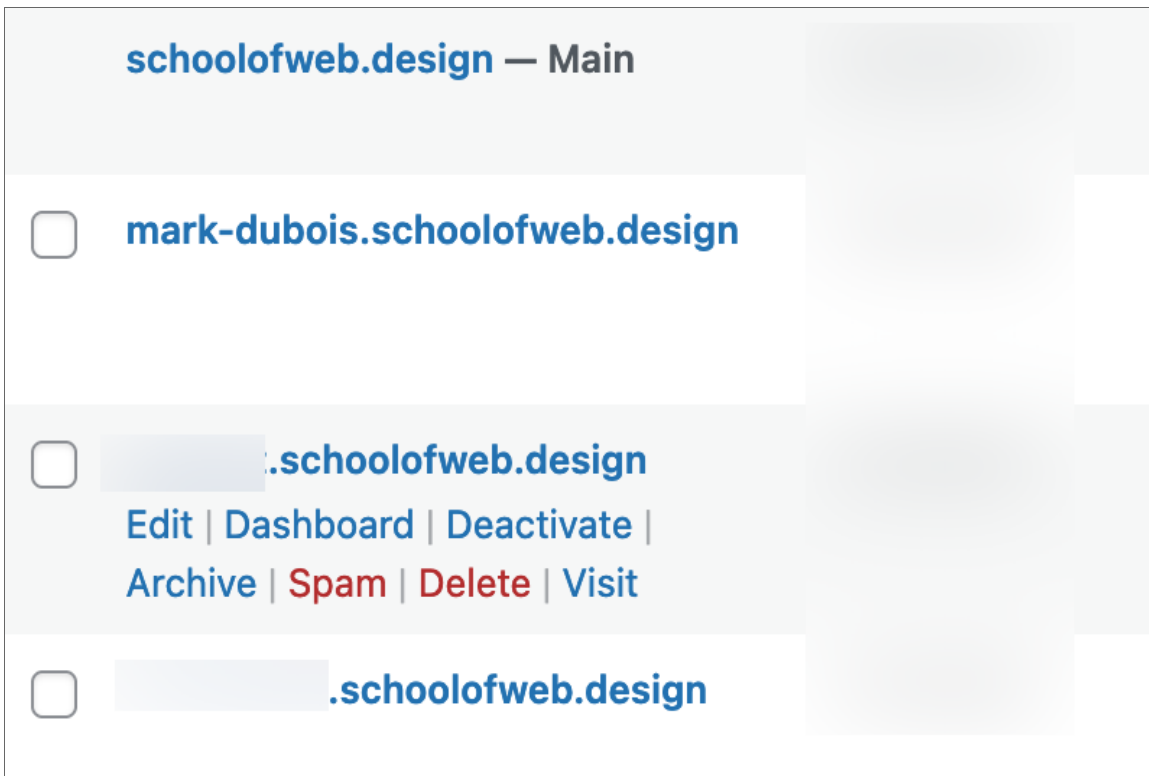 schoolofweb.design — Main
mark-dubois.schoolofweb.design
.schoolofweb.design
Edit | Dashboard | Deactivate |
Archive | Spam | Delete | Visit
.schoolofweb.design